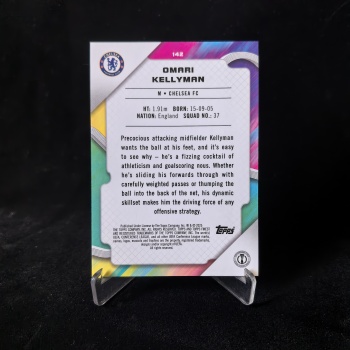 142
OMARI
KELLYMAN
M • CHELSEA FC
HT: 1.91m BORN: 15-09-05
NATION: England SQUAD NO.: 37
Precocious attacking midfielder Kellyman
wants the ball at his feet, and it's easy
to see why – he's a fizzing cocktail of
athleticism and goalscoring nous. Whether
he's sliding his forwards through with
carefully weighted passes or thumping the
ball into the back of the net, his dynamic
skillset makes him the driving force of any
offensive strategy.
Topps